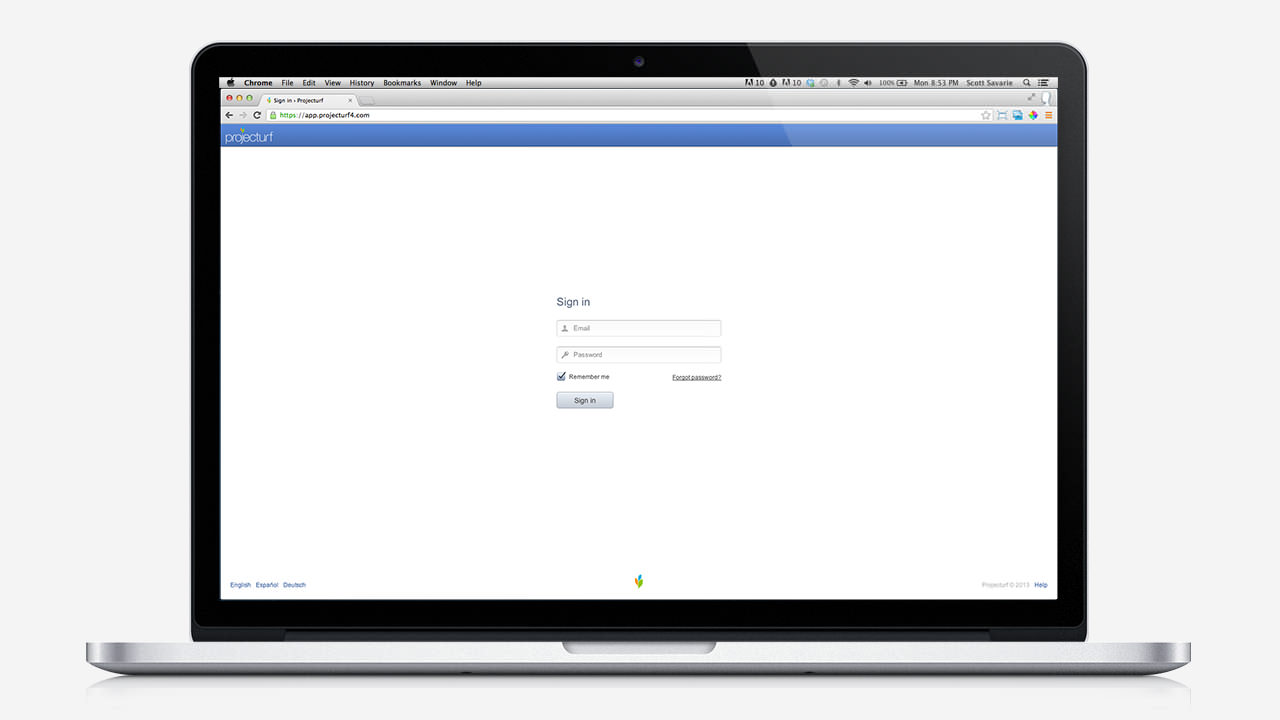 Chrome File Edit View History Bookmarks Window Help 10 10 100% Mon 8:53 PM Scott Savarie
Sign in › Projecturf
https://app.projecturf4.com
projecturf
Sign in
Email
Password
Remember me Forgot password?
Sign in
English Español Deutsch Projecturf © 2013 Help